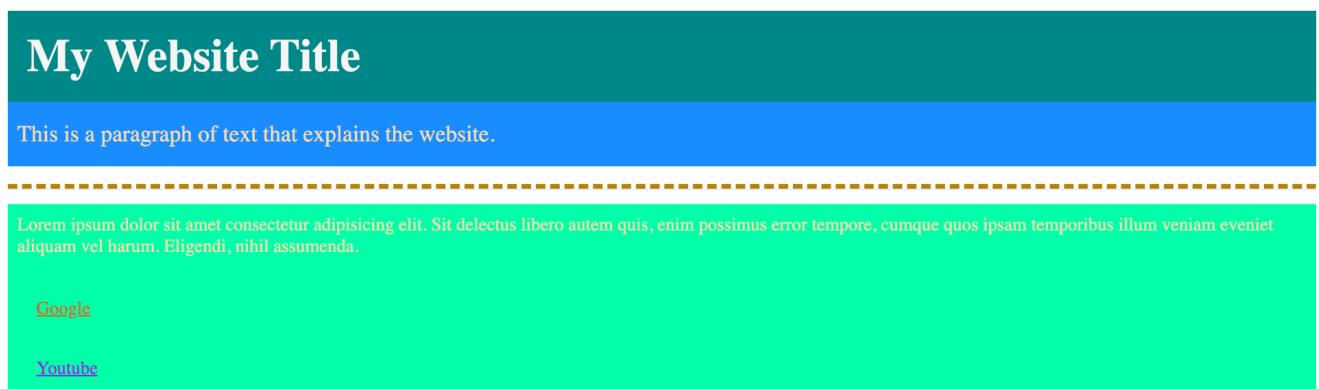 My Website Title
This is a paragraph of text that explains the website.
Lorem ipsum dolor sit amet consectetur adipisicing elit. Sit delectus libero autem quis, enim possimus error tempore, cumque quos ipsam temporibus illum veniam eveniet
aliquam vel harum. Eligendi, nihil assumenda.
Google
Youtube